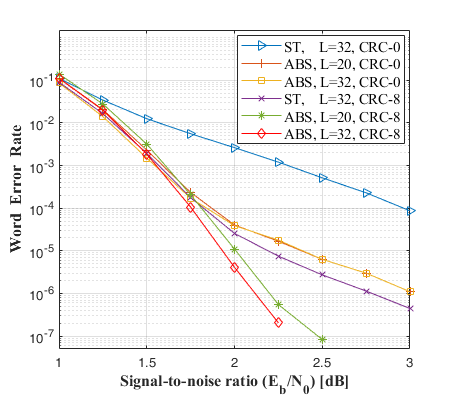 ST, L=32, CRC-0
ABS, L=20, CRC-0
ABS, L=32, CRC-0
ST, L=32, CRC-8
ABS, L=20, CRC-8
ABS, L=32, CRC-8
10^-1
10^-2
10^-3
10^-4
10^-5
10^-6
10^-7
Word Error Rate
1 1.5 2 2.5 3
Signal-to-noise ratio (E_b/N_0) [dB]